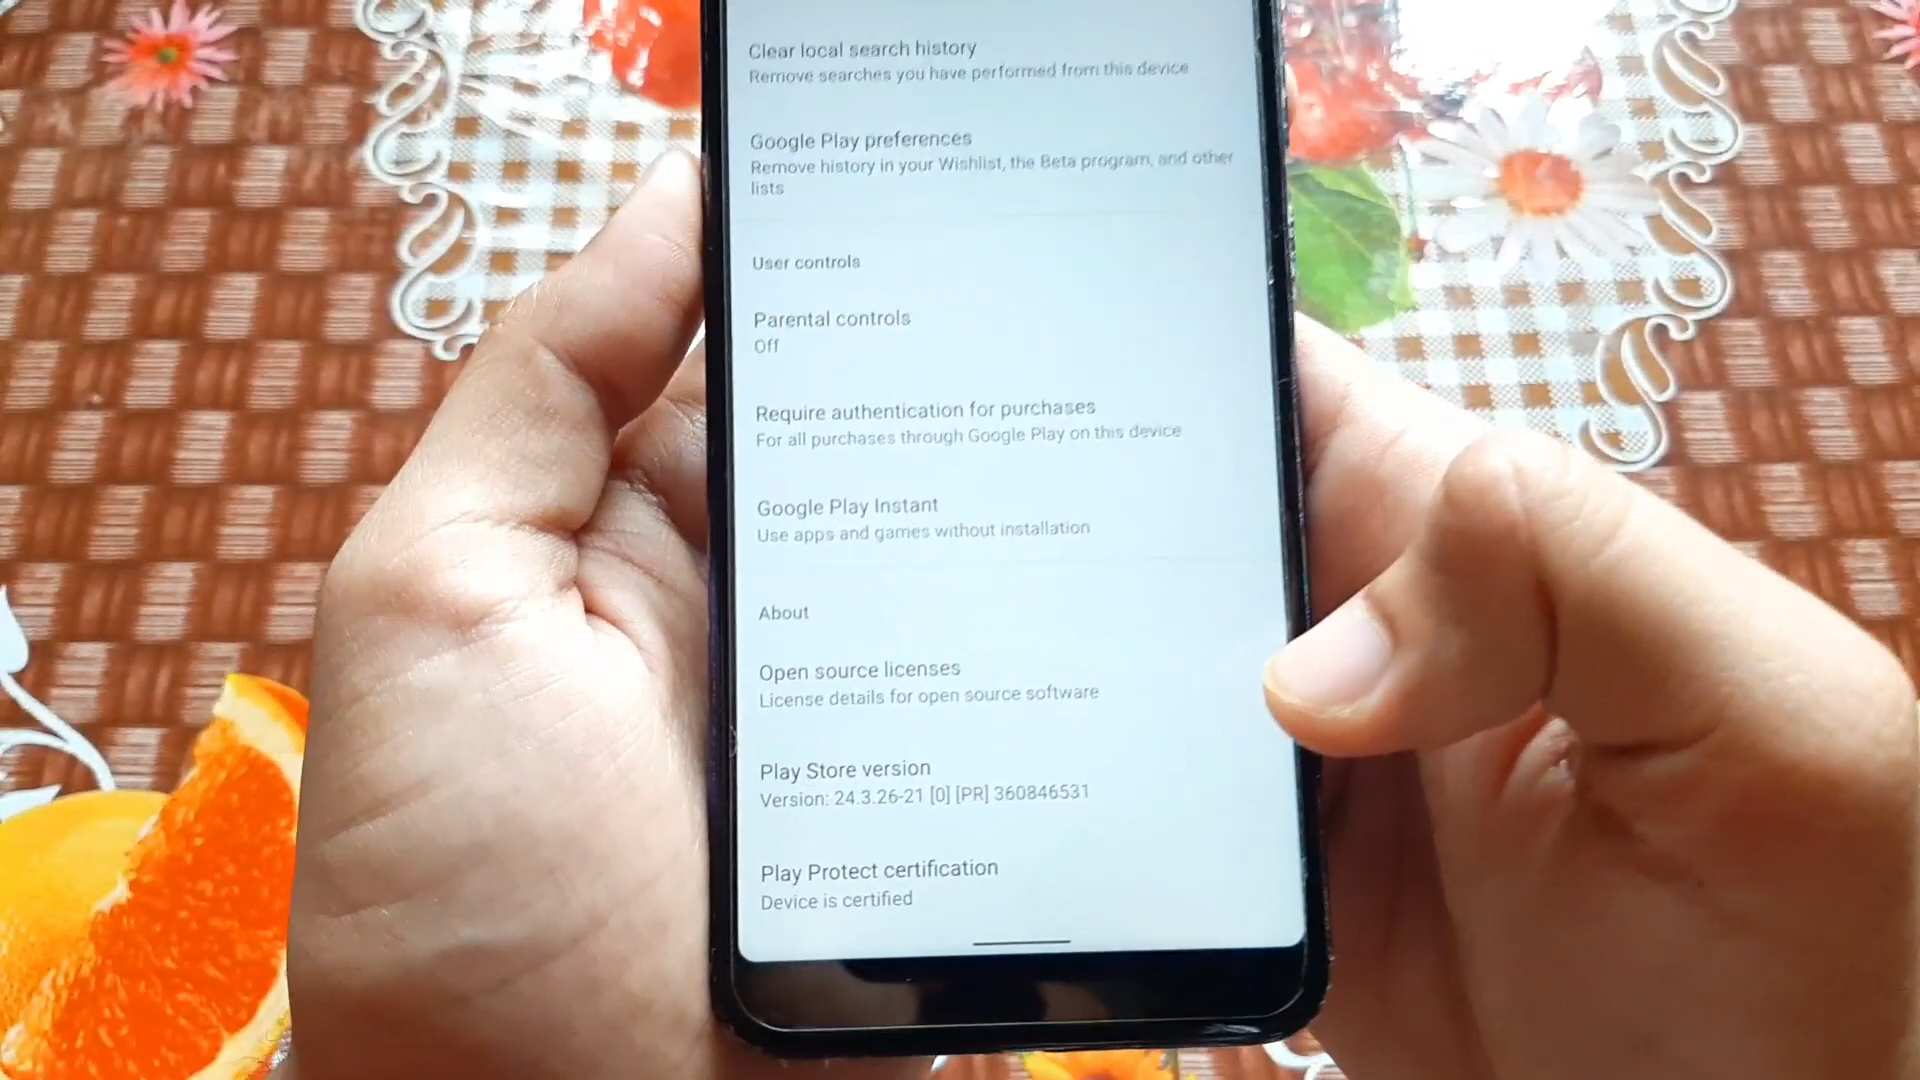 Clear local search history
Remove searches you have performed from this device
Google Play preferences
Remove history in your Wishlist, the Beta program, and other
lists
User controls
Parental controls
Off
Require authentication for purchases
For all purchases through Google Play on this device
Google Play Instant
Use apps and games without installation
About
Open source licenses
License details for open source software
Play Store version
Version: 24.3.26-21 [0] [PR] 360846531
Play Protect certification
Device is certified